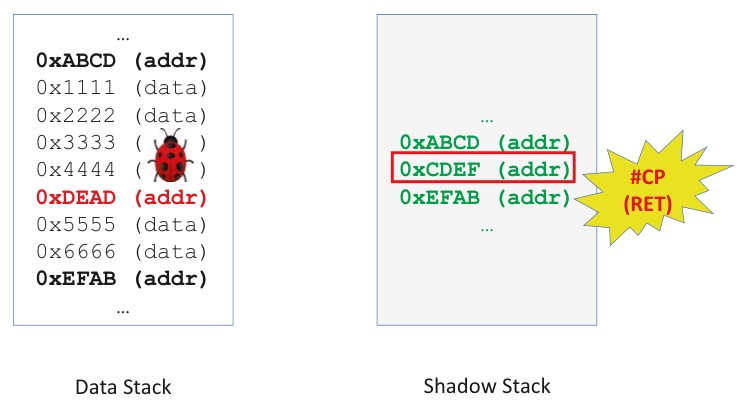 ...
0xABCD (addr)
0x1111 (data)
0x2222 (data)
0x3333 ( )
0x4444 ( )
0xDEAD (addr)
0x5555 (data)
0x6666 (data)
0xEFAB (addr)
...
Data Stack
...
0xABCD (addr)
0xCDEF (addr)
0xEFAB (addr)
...
#CP
(RET)
Shadow Stack